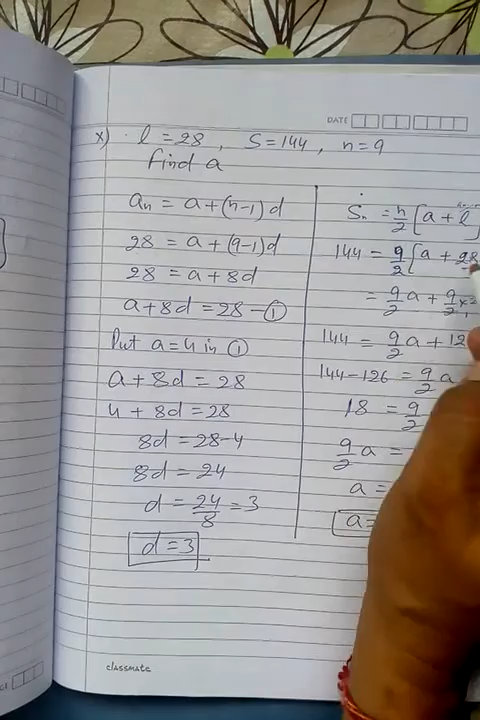 DATE
x) l = 28 , S = 144 , n = 9
find a
an = a + (n-1) d
28 = a + (9-1)d
28 = a + 8d
a + 8d = 28 — ①
Put a = 4 in ①
a + 8d = 28
4 + 8d = 28
8d = 28-4
8d = 24
d = 24/8 = 3
d = 3
Sn = n/2 [a + l]
144 = 9/2 [a + 28
= 9/2 a + 9/2 ×
144 = 9/2 a + 12
144 - 126 = 9/2 a
18 = 9/2
9/2 a =
a =
a =
classmate